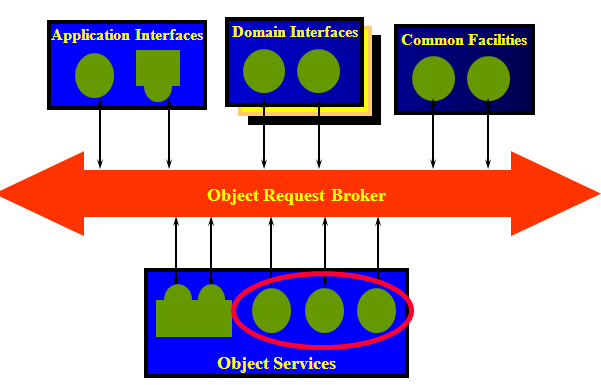 Application Interfaces
Domain Interfaces
Common Facilities
Object Request Broker
Object Services